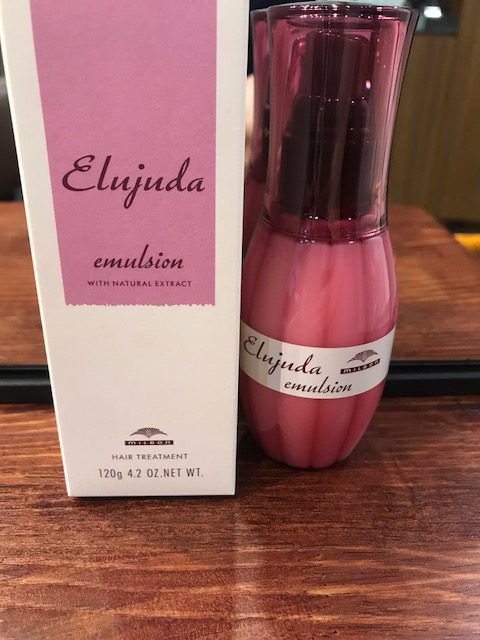 Elujuda
emulsion
WITH NATURAL EXTRACT
MILBON
HAIR TREATMENT
120g 4.2 OZ.NET WT.
Elujuda
MILBON
emulsion